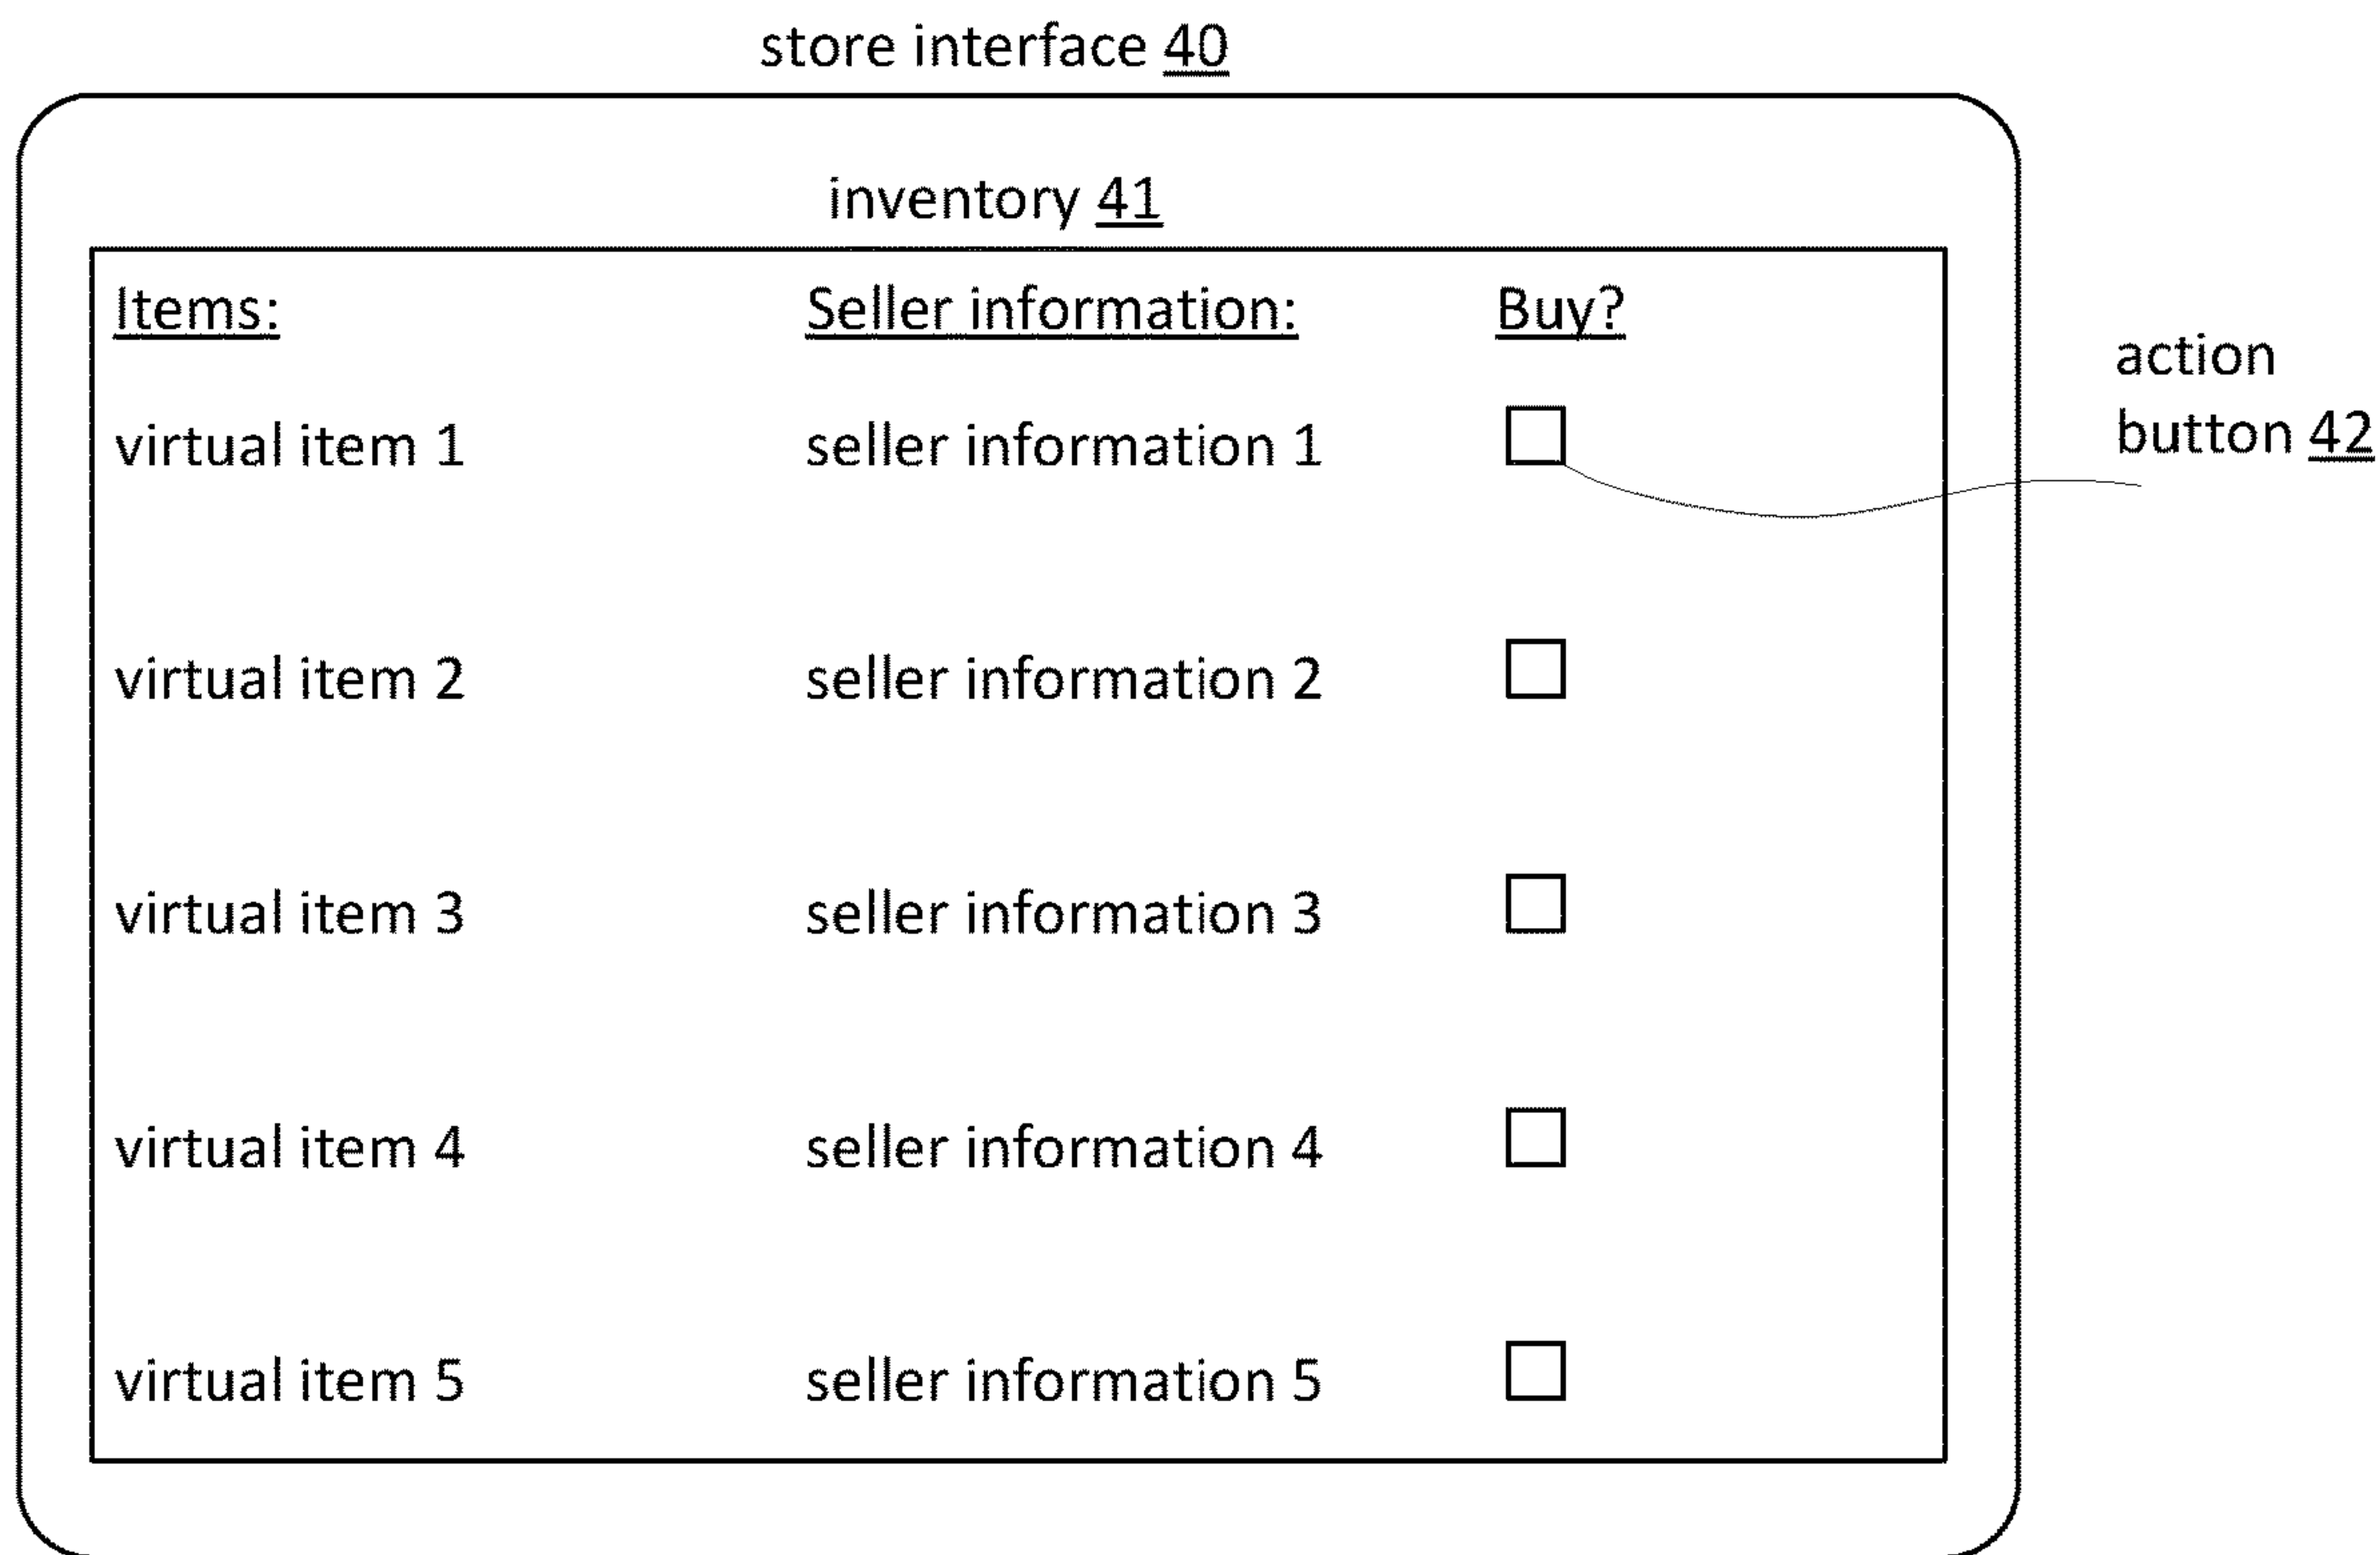 store interface 40
inventory 41
Items: Seller information: Buy?
action
button 42
virtual item 1 seller information 1
virtual item 2 seller information 2
virtual item 3 seller information 3
virtual item 4 seller information 4
virtual item 5 seller information 5